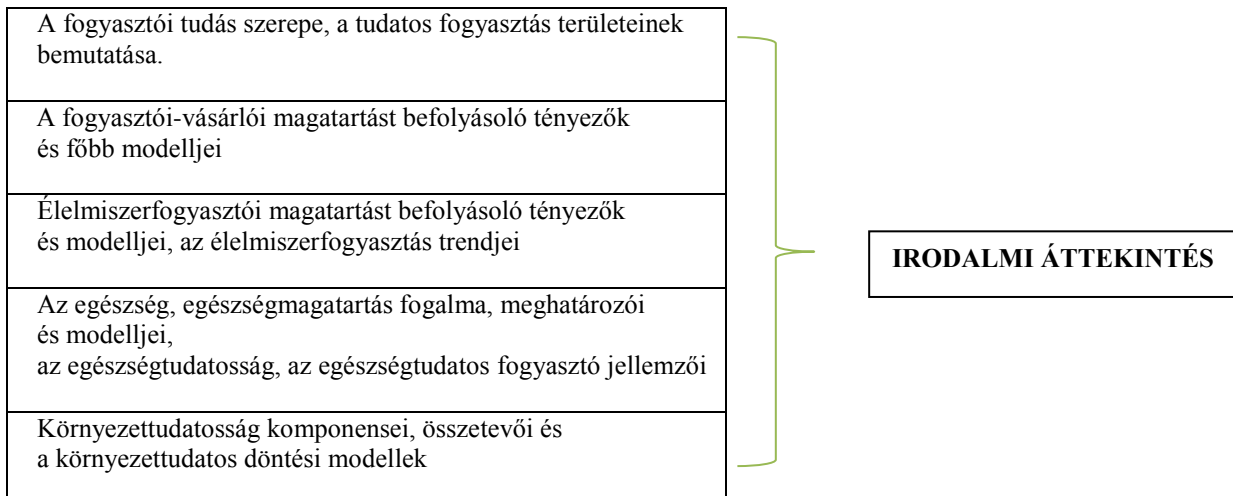 A fogyasztói tudás szerepe, a tudatos fogyasztás területeinek
bemutatása.
A fogyasztói-vásárlói magatartást befolyásoló tényezők
és főbb modelljei
Élelmiszerfogyasztói magatartást befolyásoló tényezők
és modelljei, az élelmiszerfogyasztás trendjei
Az egészség, egészségmagatartás fogalma, meghatározói
és modelljei,
az egészségtudatosság, az egészségtudatos fogyasztó jellemzői
Környezettudatosság komponensei, összetevői és
a környezettudatos döntési modellek
IRODALMI ÁTTEKINTÉS